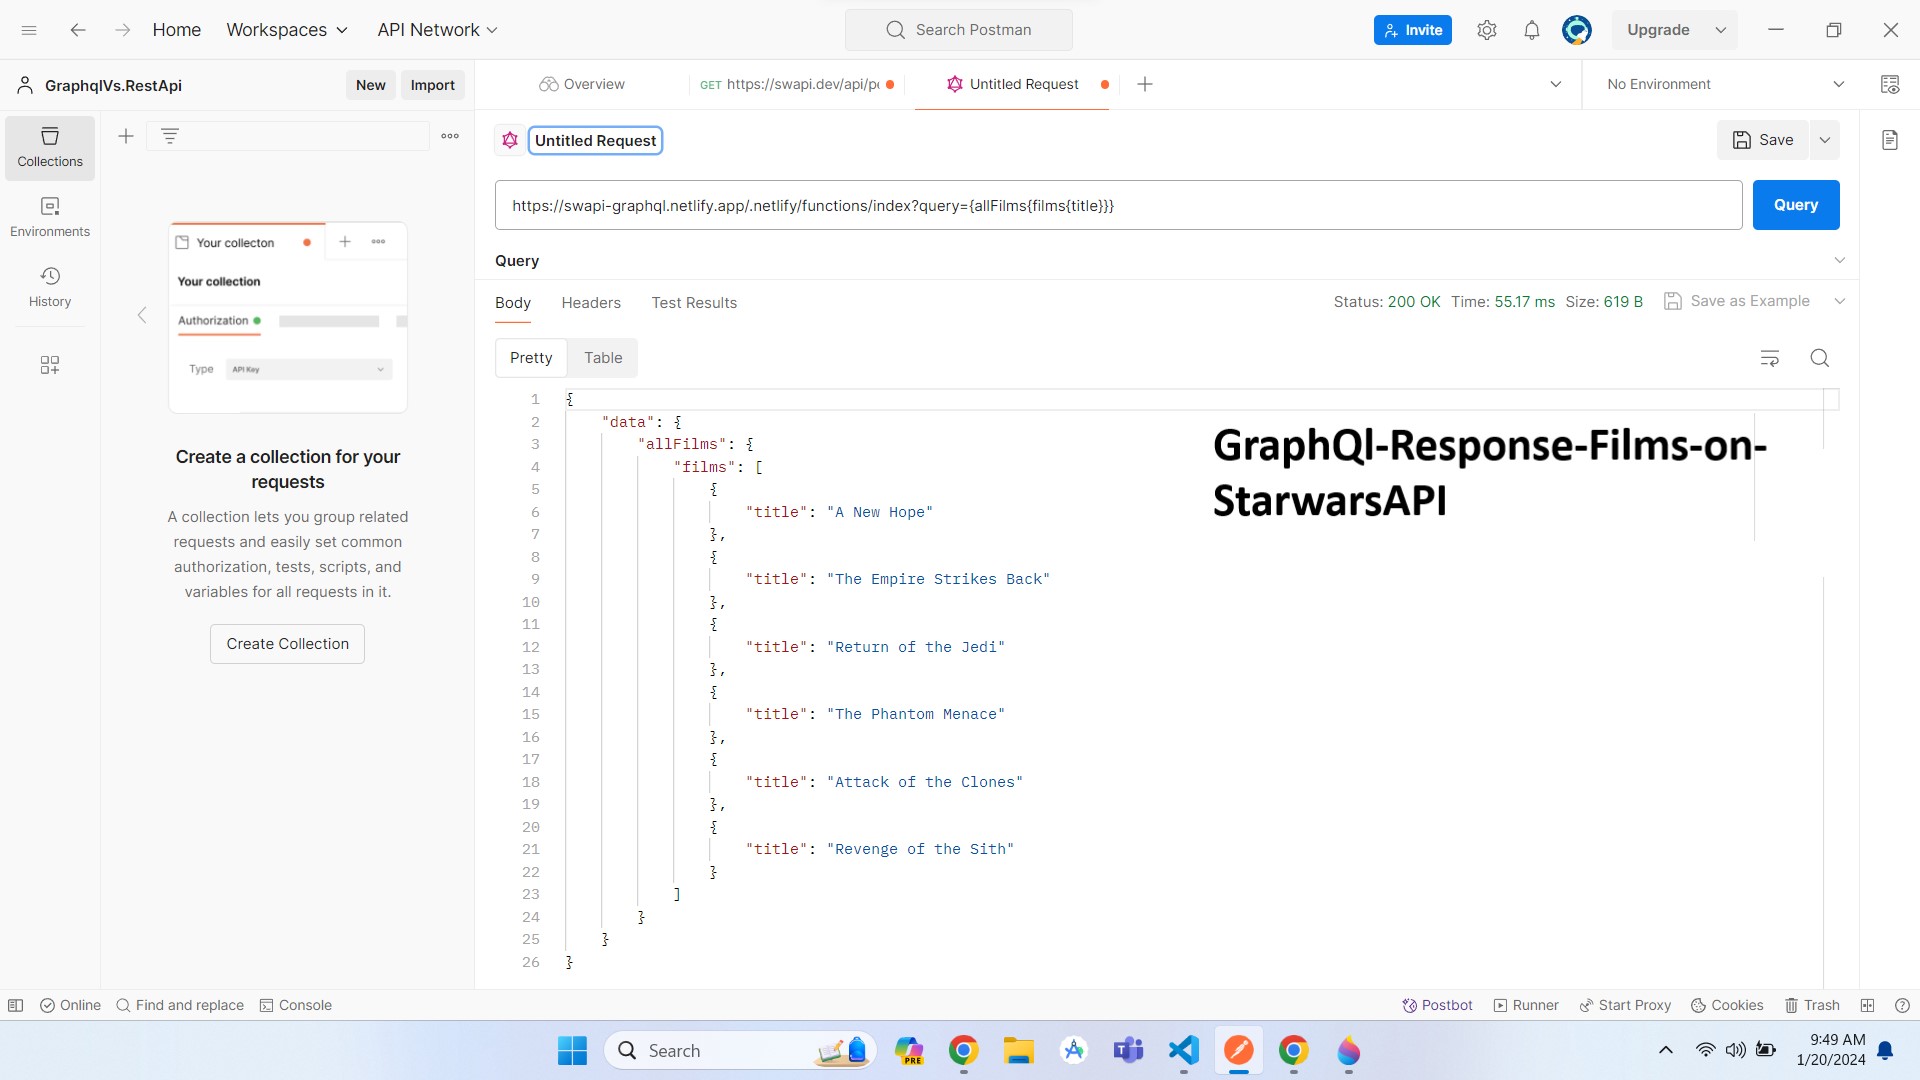 Home
Workspaces
API Network
Search Postman
Invite
Upgrade
GraphqlVs.RestApi
New
Import
Overview
GET https://swapi.dev/api/p
Untitled Request
No Environment
Collections
Environments
History
Your collecton
Your collection
Authorization
Type
API Key
Create a collection for your
requests
A collection lets you group related
requests and easily set common
authorization, tests, scripts, and
variables for all requests in it.
Create Collection
Untitled Request
Save
https://swapi-graphql.netlify.app/.netlify/functions/index?query={allFilms{films{title}}}
Query
Query
Body
Headers
Test Results
Status: 200 OK Time: 55.17 ms Size: 619 B
Save as Example
Pretty
Table
1 {
2 "data": {
3 "allFilms": {
4 "films": [
5 {
6 "title": "A New Hope"
7 },
8 {
9 "title": "The Empire Strikes Back"
10 },
11 {
12 "title": "Return of the Jedi"
13 },
14 {
15 "title": "The Phantom Menace"
16 },
17 {
18 "title": "Attack of the Clones"
19 },
20 {
21 "title": "Revenge of the Sith"
22 }
23 ]
24 }
25 }
26 }
GraphQl-Response-Films-on-
StarwarsAPI
Online
Find and replace
Console
Postbot
Runner
Start Proxy
Cookies
Trash
Search
PRE
9:49 AM
1/20/2024